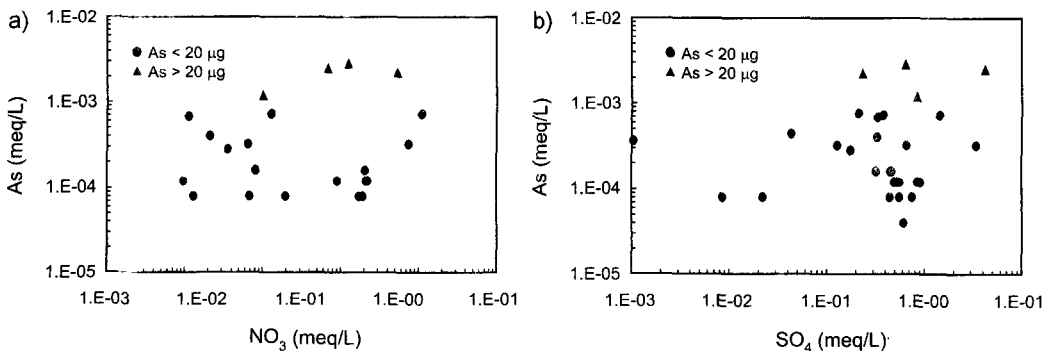 a)
1.E-02
1.E-03
1.E-04
1.E-05
As (meq/L)
● As < 20 µg
▲ As > 20 µg
1.E-03 1.E-02 1.E-01 1.E-00 1.E-01
NO₃ (meq/L)
b)
1.E-02
1.E-03
1.E-04
1.E-05
As (meq/L)
● As < 20 µg
▲ As > 20 µg
1.E-03 1.E-02 1.E-01 1.E-00 1.E-01
SO₄ (meq/L)